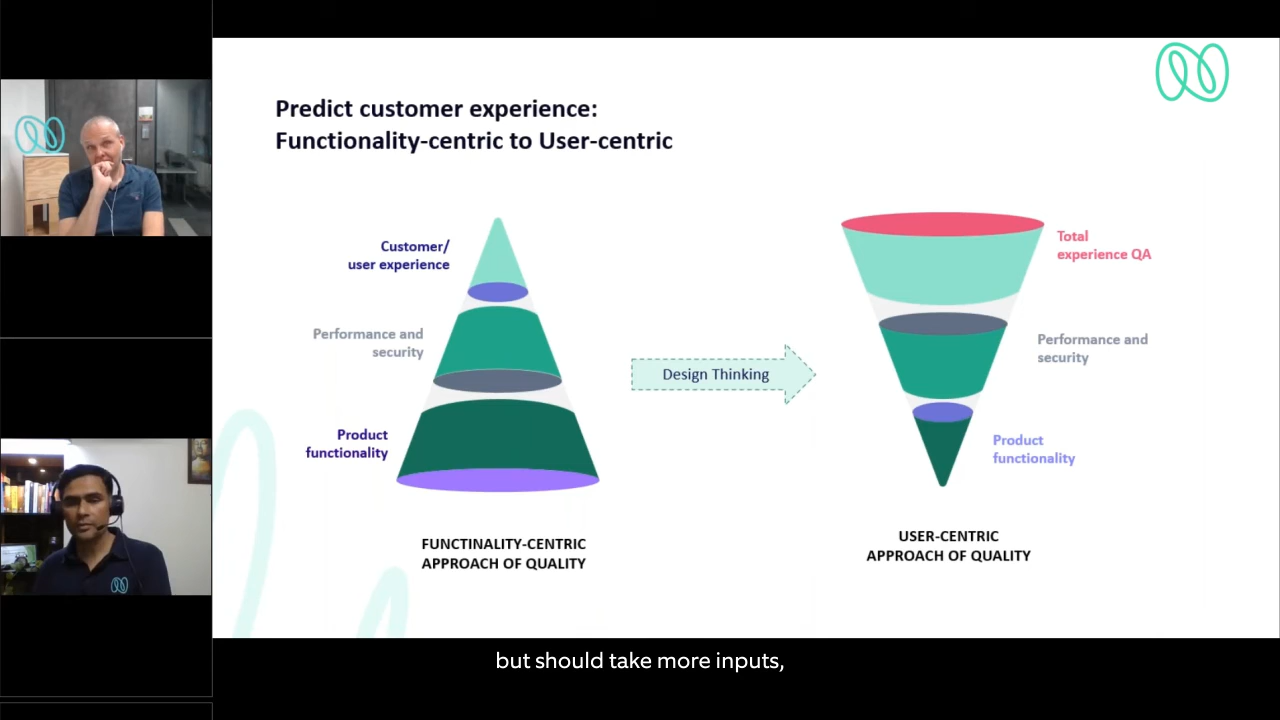 Predict customer experience:
Functionality-centric to User-centric
Customer/
user experience
Performance and
security
Product
functionality
FUNCTINALITY-CENTRIC
APPROACH OF QUALITY
Design Thinking
Total
experience QA
Performance and
security
Product
functionality
USER-CENTRIC
APPROACH OF QUALITY
but should take more inputs,